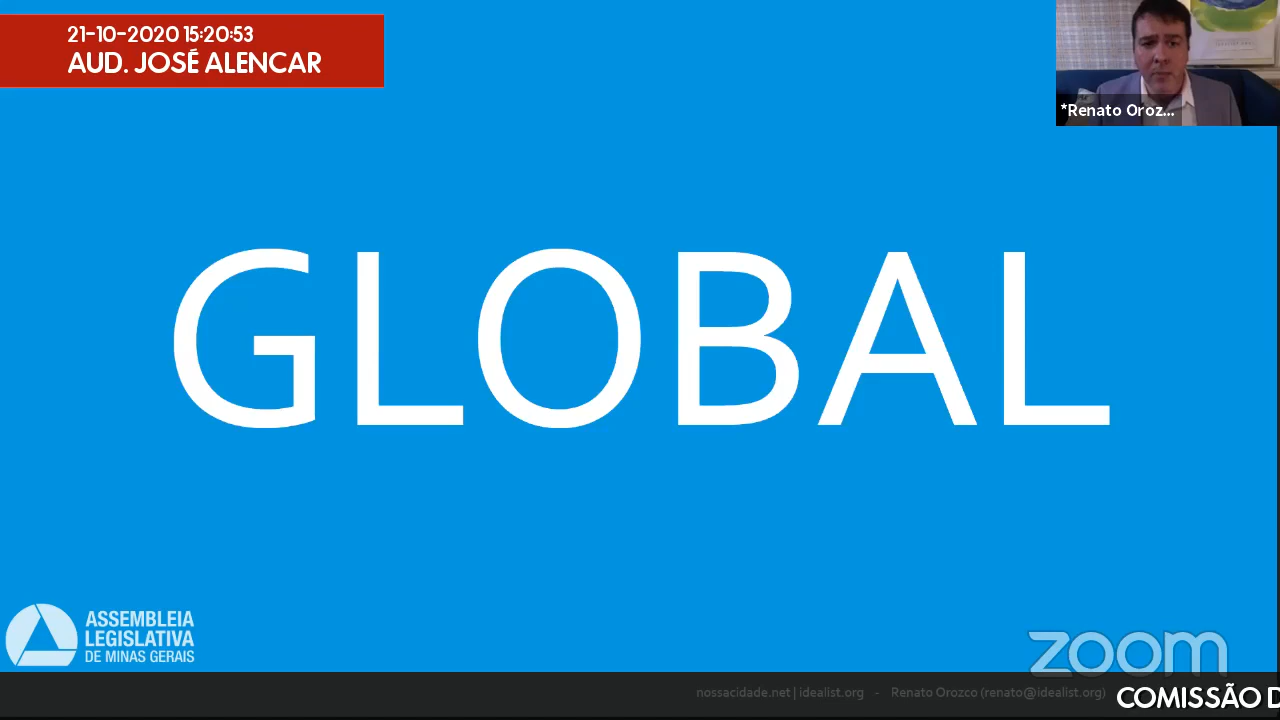 21-10-2020 15:20:53
AUD. JOSÉ ALENCAR
*Renato Oroz...
GLOBAL
ASSEMBLEIA
LEGISLATIVA
DE MINAS GERAIS
zoom
nossacidade.net | idealist.org - Renato Orozco (renato@idealist.org)
COMISSÃO D